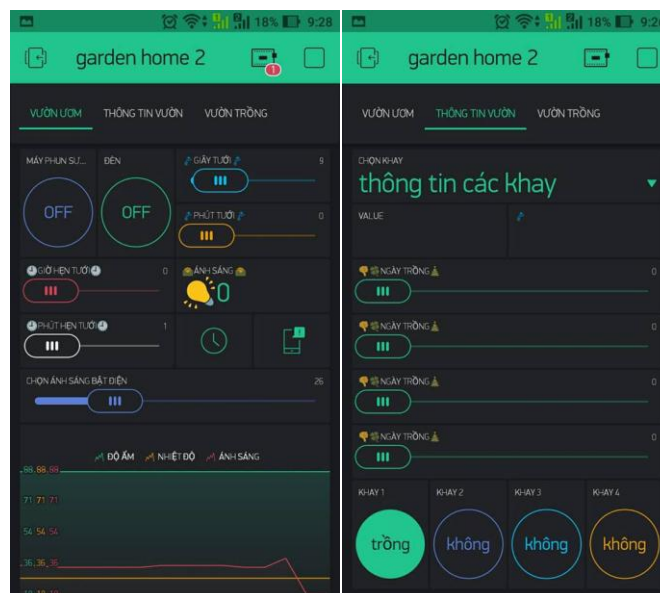 18% 9:28
garden home 2
1
VƯỜN ƯƠM THÔNG TIN VƯỜN VƯỜN TRỒNG
MÁY PHUN SƯ... ĐÈN GIÂY TƯỚI 9
OFF OFF
PHÚT TƯỚI 0
GIỜ HẸN TƯỚI 0 ÁNH SÁNG
0
PHÚT HẸN TƯỚI 1
CHỌN ÁNH SÁNG BẬT ĐIỆN 26
ĐỘ ẨM NHIỆT ĐỘ ÁNH SÁNG
88 88 88
71 71 71
54 54 54
36 36 36
18%
garden home 2
VƯỜN ƯƠM THÔNG TIN VƯỜN VƯỜN TRỒNG
CHỌN KHAY
thông tin các khay
VALUE
NGÀY TRỒNG 0
NGÀY TRỒNG 0
NGÀY TRỒNG 0
NGÀY TRỒNG 0
KHAY 1 KHAY 2 KHAY 3 KHAY 4
trồng không không không